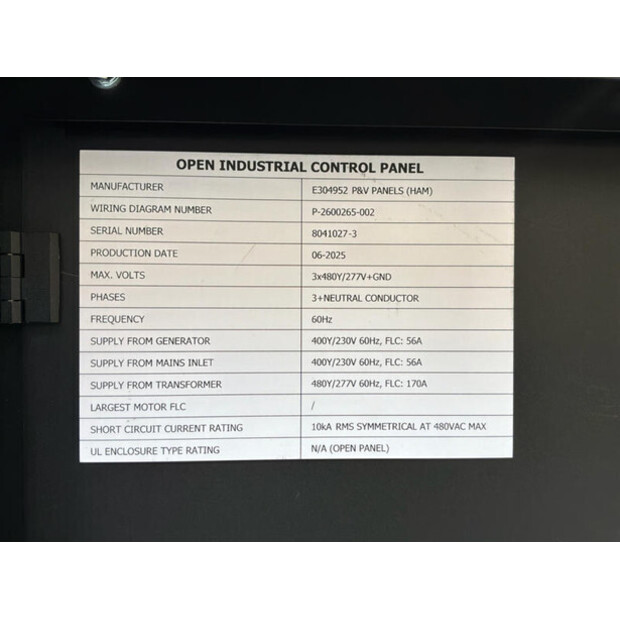 OPEN INDUSTRIAL CONTROL PANEL
MANUFACTURER E304952 P&V PANELS (HAM)
WIRING DIAGRAM NUMBER P-2600265-002
SERIAL NUMBER 8041027-3
PRODUCTION DATE 06-2025
MAX. VOLTS 3x480Y/277V+GND
PHASES 3+NEUTRAL CONDUCTOR
FREQUENCY 60Hz
SUPPLY FROM GENERATOR 400Y/230V 60Hz, FLC: 56A
SUPPLY FROM MAINS INLET 400Y/230V 60Hz, FLC: 56A
SUPPLY FROM TRANSFORMER 480Y/277V 60Hz, FLC: 170A
LARGEST MOTOR FLC /
SHORT CIRCUIT CURRENT RATING 10kA RMS SYMMETRICAL AT 480VAC MAX
UL ENCLOSURE TYPE RATING N/A (OPEN PANEL)